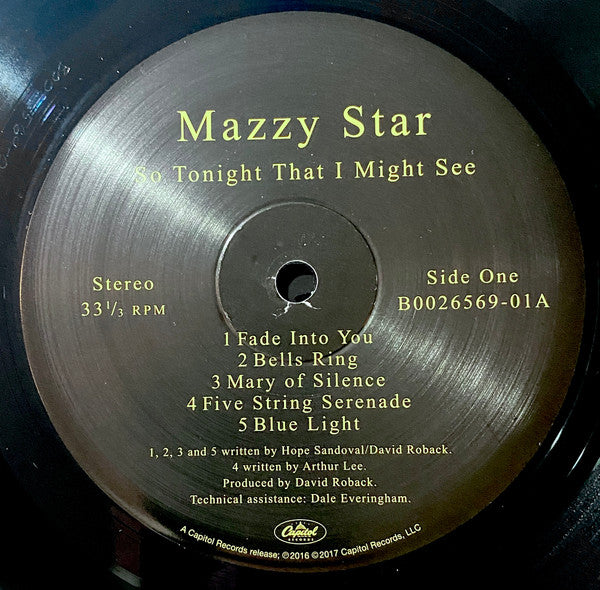 Mazzy Star
So Tonight That I Might See
Stereo
33 1/3 RPM
Side One
B0026569-01A
1 Fade Into You
2 Bells Ring
3 Mary of Silence
4 Five String Serenade
5 Blue Light
1, 2, 3 and 5 written by Hope Sandoval/David Roback.
4 written by Arthur Lee.
Produced by David Roback.
Technical assistance: Dale Everingham.
Capitol
RECORDS
A Capitol Records release; ℗2016 ©2017 Capitol Records, LLC